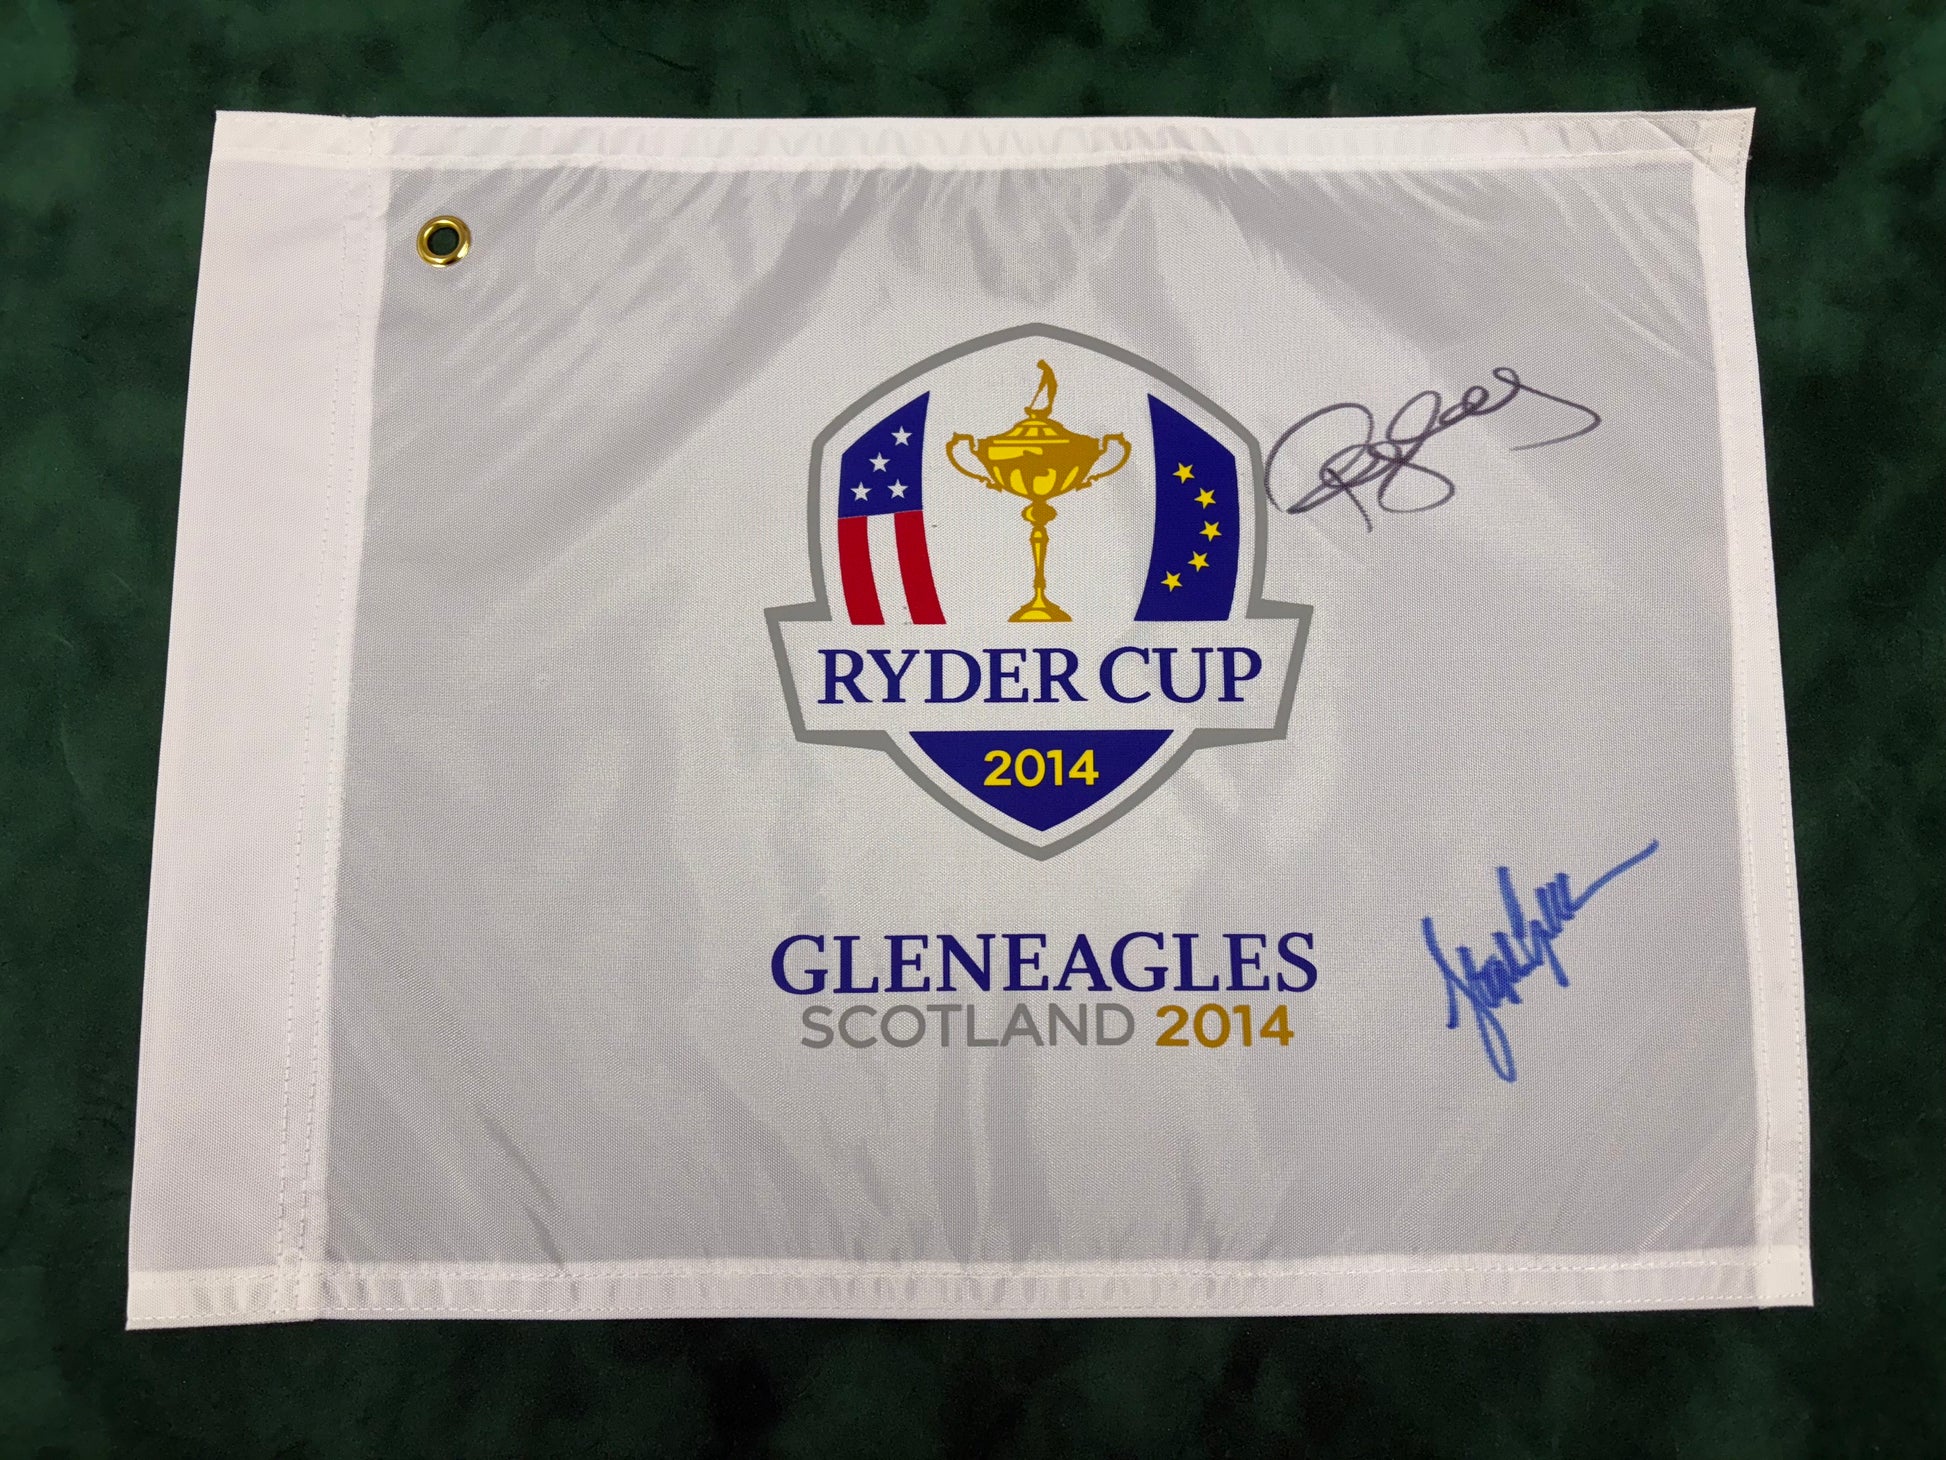 RYDER CUP
2014
GLENEAGLES
SCOTLAND 2014